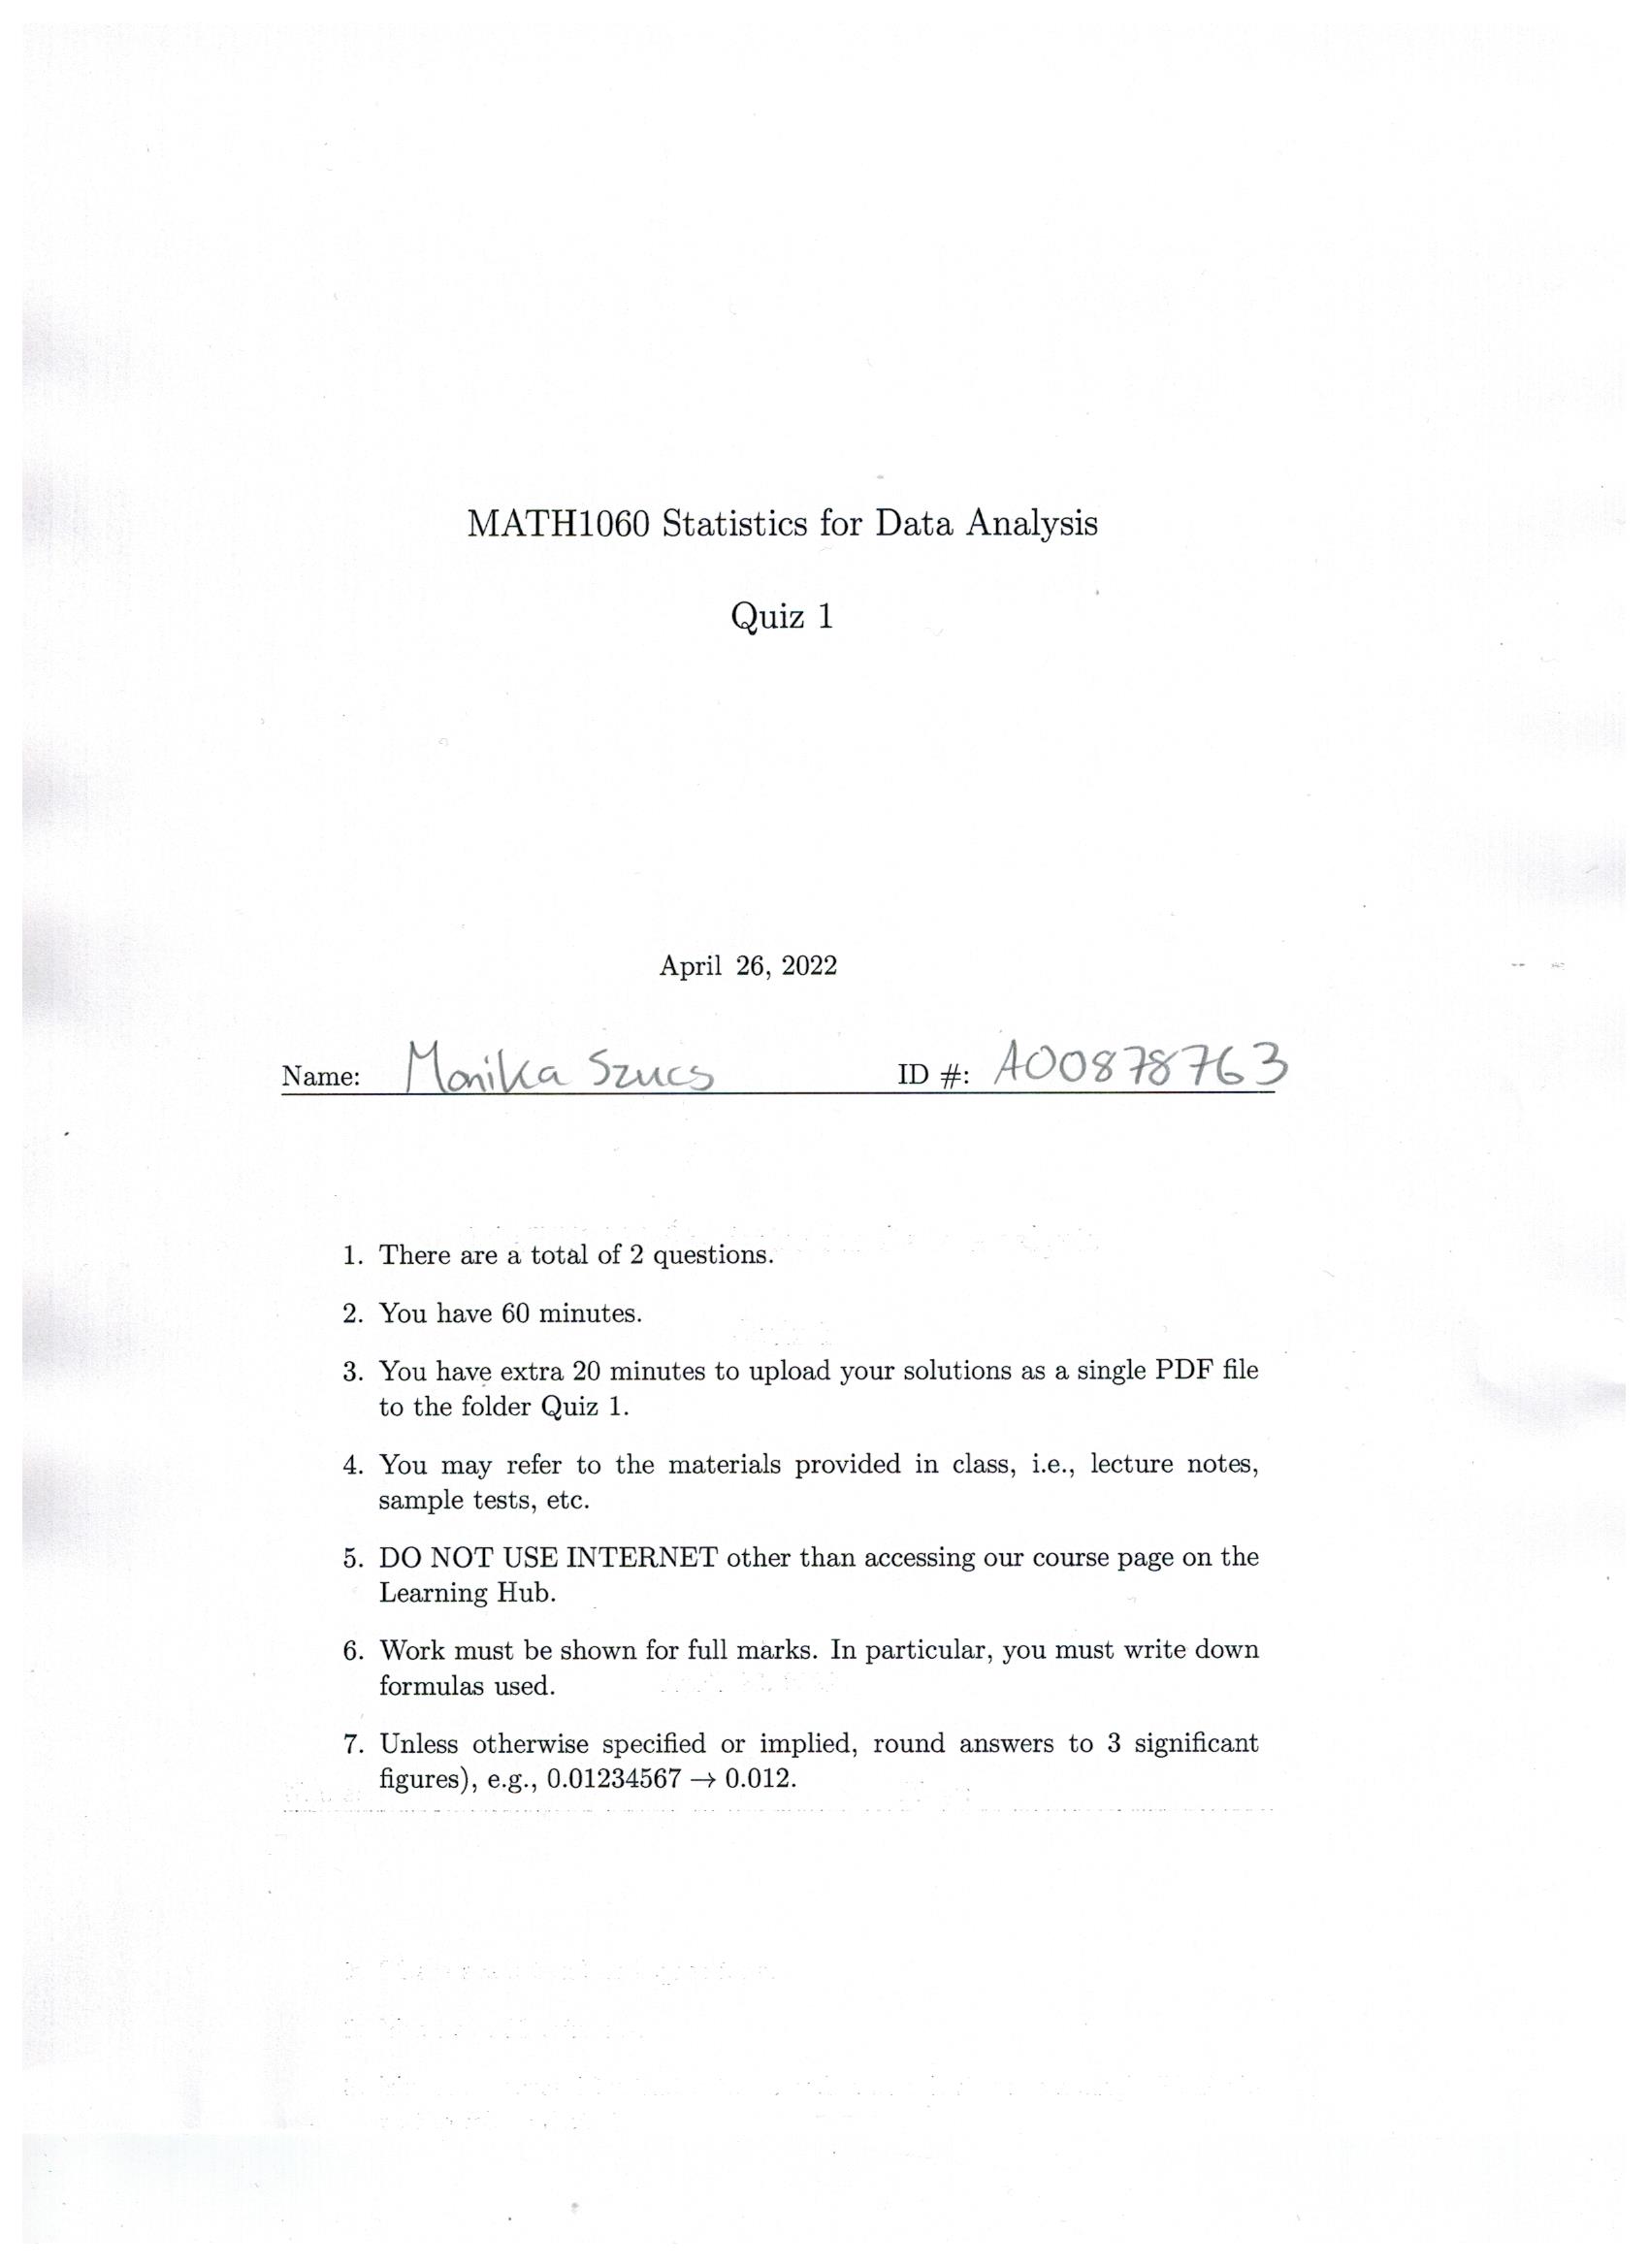 MATH1060 Statistics for Data Analysis
Quiz 1
April 26, 2022
Name: Monika Szucs ID #: A00878763
1. There are a total of 2 questions.
2. You have 60 minutes.
3. You have extra 20 minutes to upload your solutions as a single PDF file
to the folder Quiz 1.
4. You may refer to the materials provided in class, i.e., lecture notes,
sample tests, etc.
5. DO NOT USE INTERNET other than accessing our course page on the
Learning Hub.
6. Work must be shown for full marks. In particular, you must write down
formulas used.
7. Unless otherwise specified or implied, round answers to 3 significant
figures), e.g., 0.01234567 → 0.012.